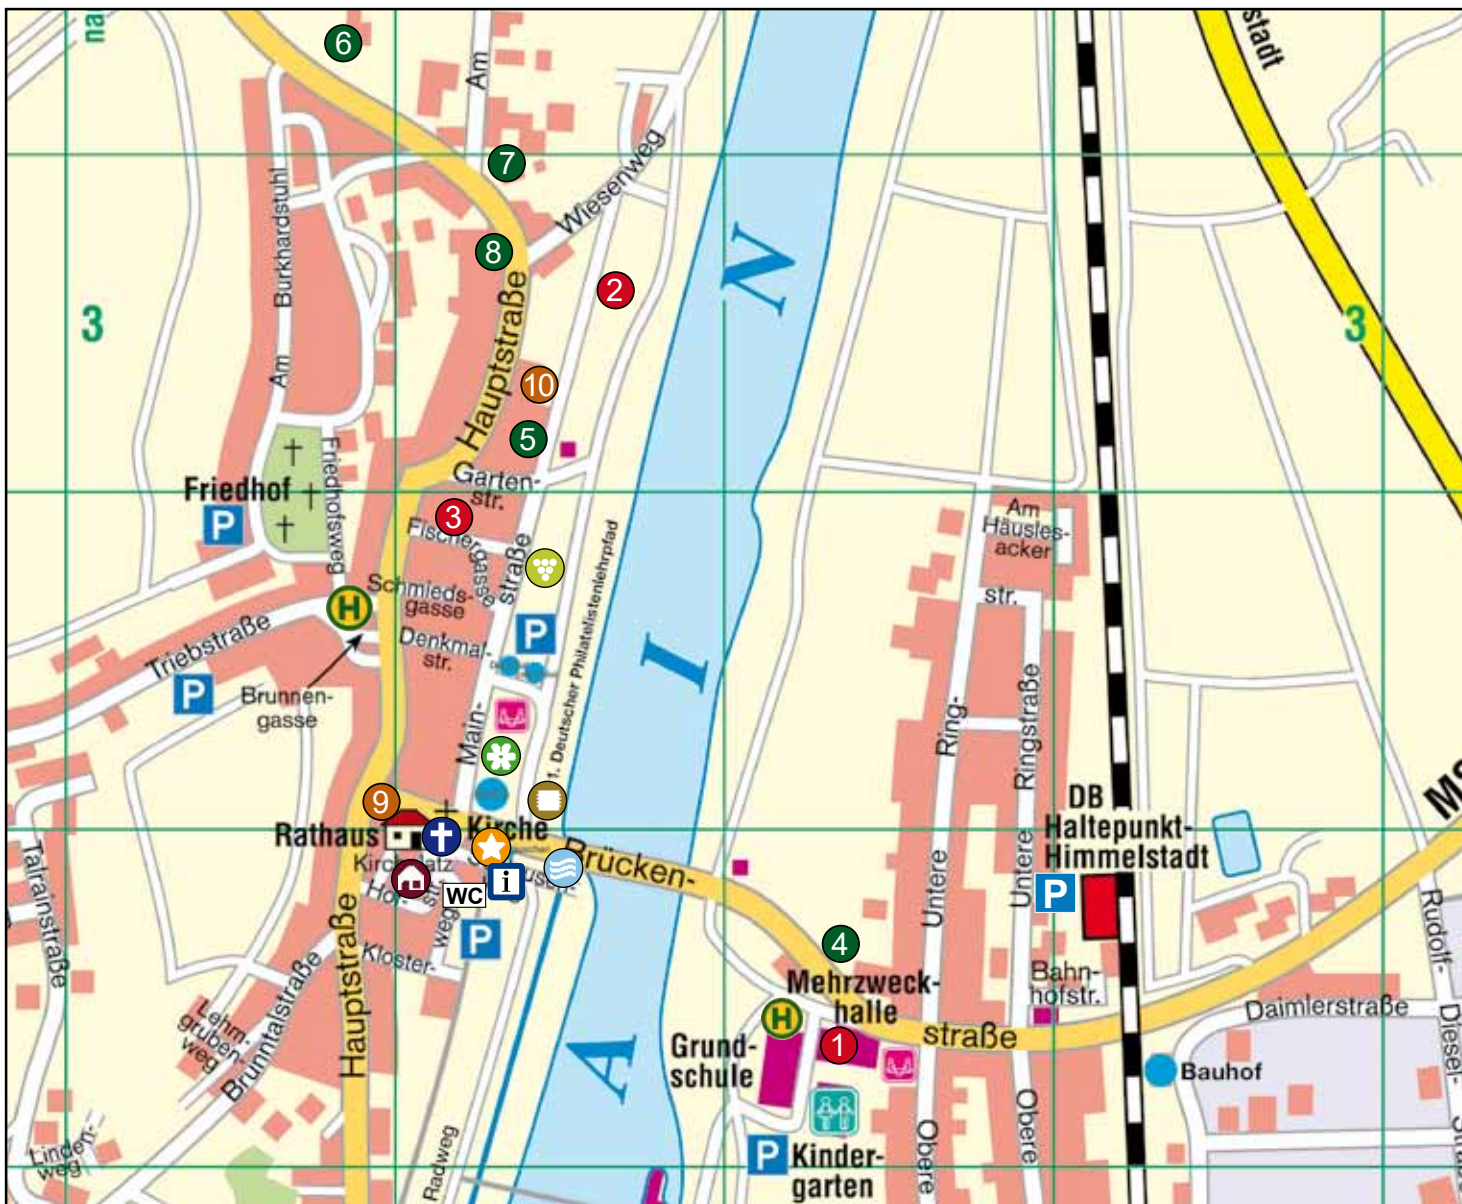 na
stadt
6
Am
7
Wiesenweg
8
N
2
3
Am
Burkhardstuhl
Hauptstraße
3
10
5
Garten-
str.
Friedhof
P
Friedhofsweg
3
Fischergasse
Am
Häusles-
acker
Schmieds-
gasse
straße
str.
H
Denkmal-
str.
P
1. Deutscher Philatelistenlehrpfad
I
Triebstraße
P
Brunnen-
gasse
Main-
Ring-
Untere
Ringstraße
Untere
9
Rathaus
Kirche
DB
Haltepunkt-
Himmelstadt
P
MS
Brücken-
i
WC
P
Talrainstraße
Hauptstraße
Kloster-
weg
4
Mehrzweck-
halle
1
H
Grund-
schule
straße
Bahn-
hofstr.
Daimlerstraße
Rudolf-
Diesel-
Lehm-
gruben-
weg
Brunntalstraße
A
Bauhof
Linden-
weg
Radweg
P
Kinder-
garten
Obere
Obere